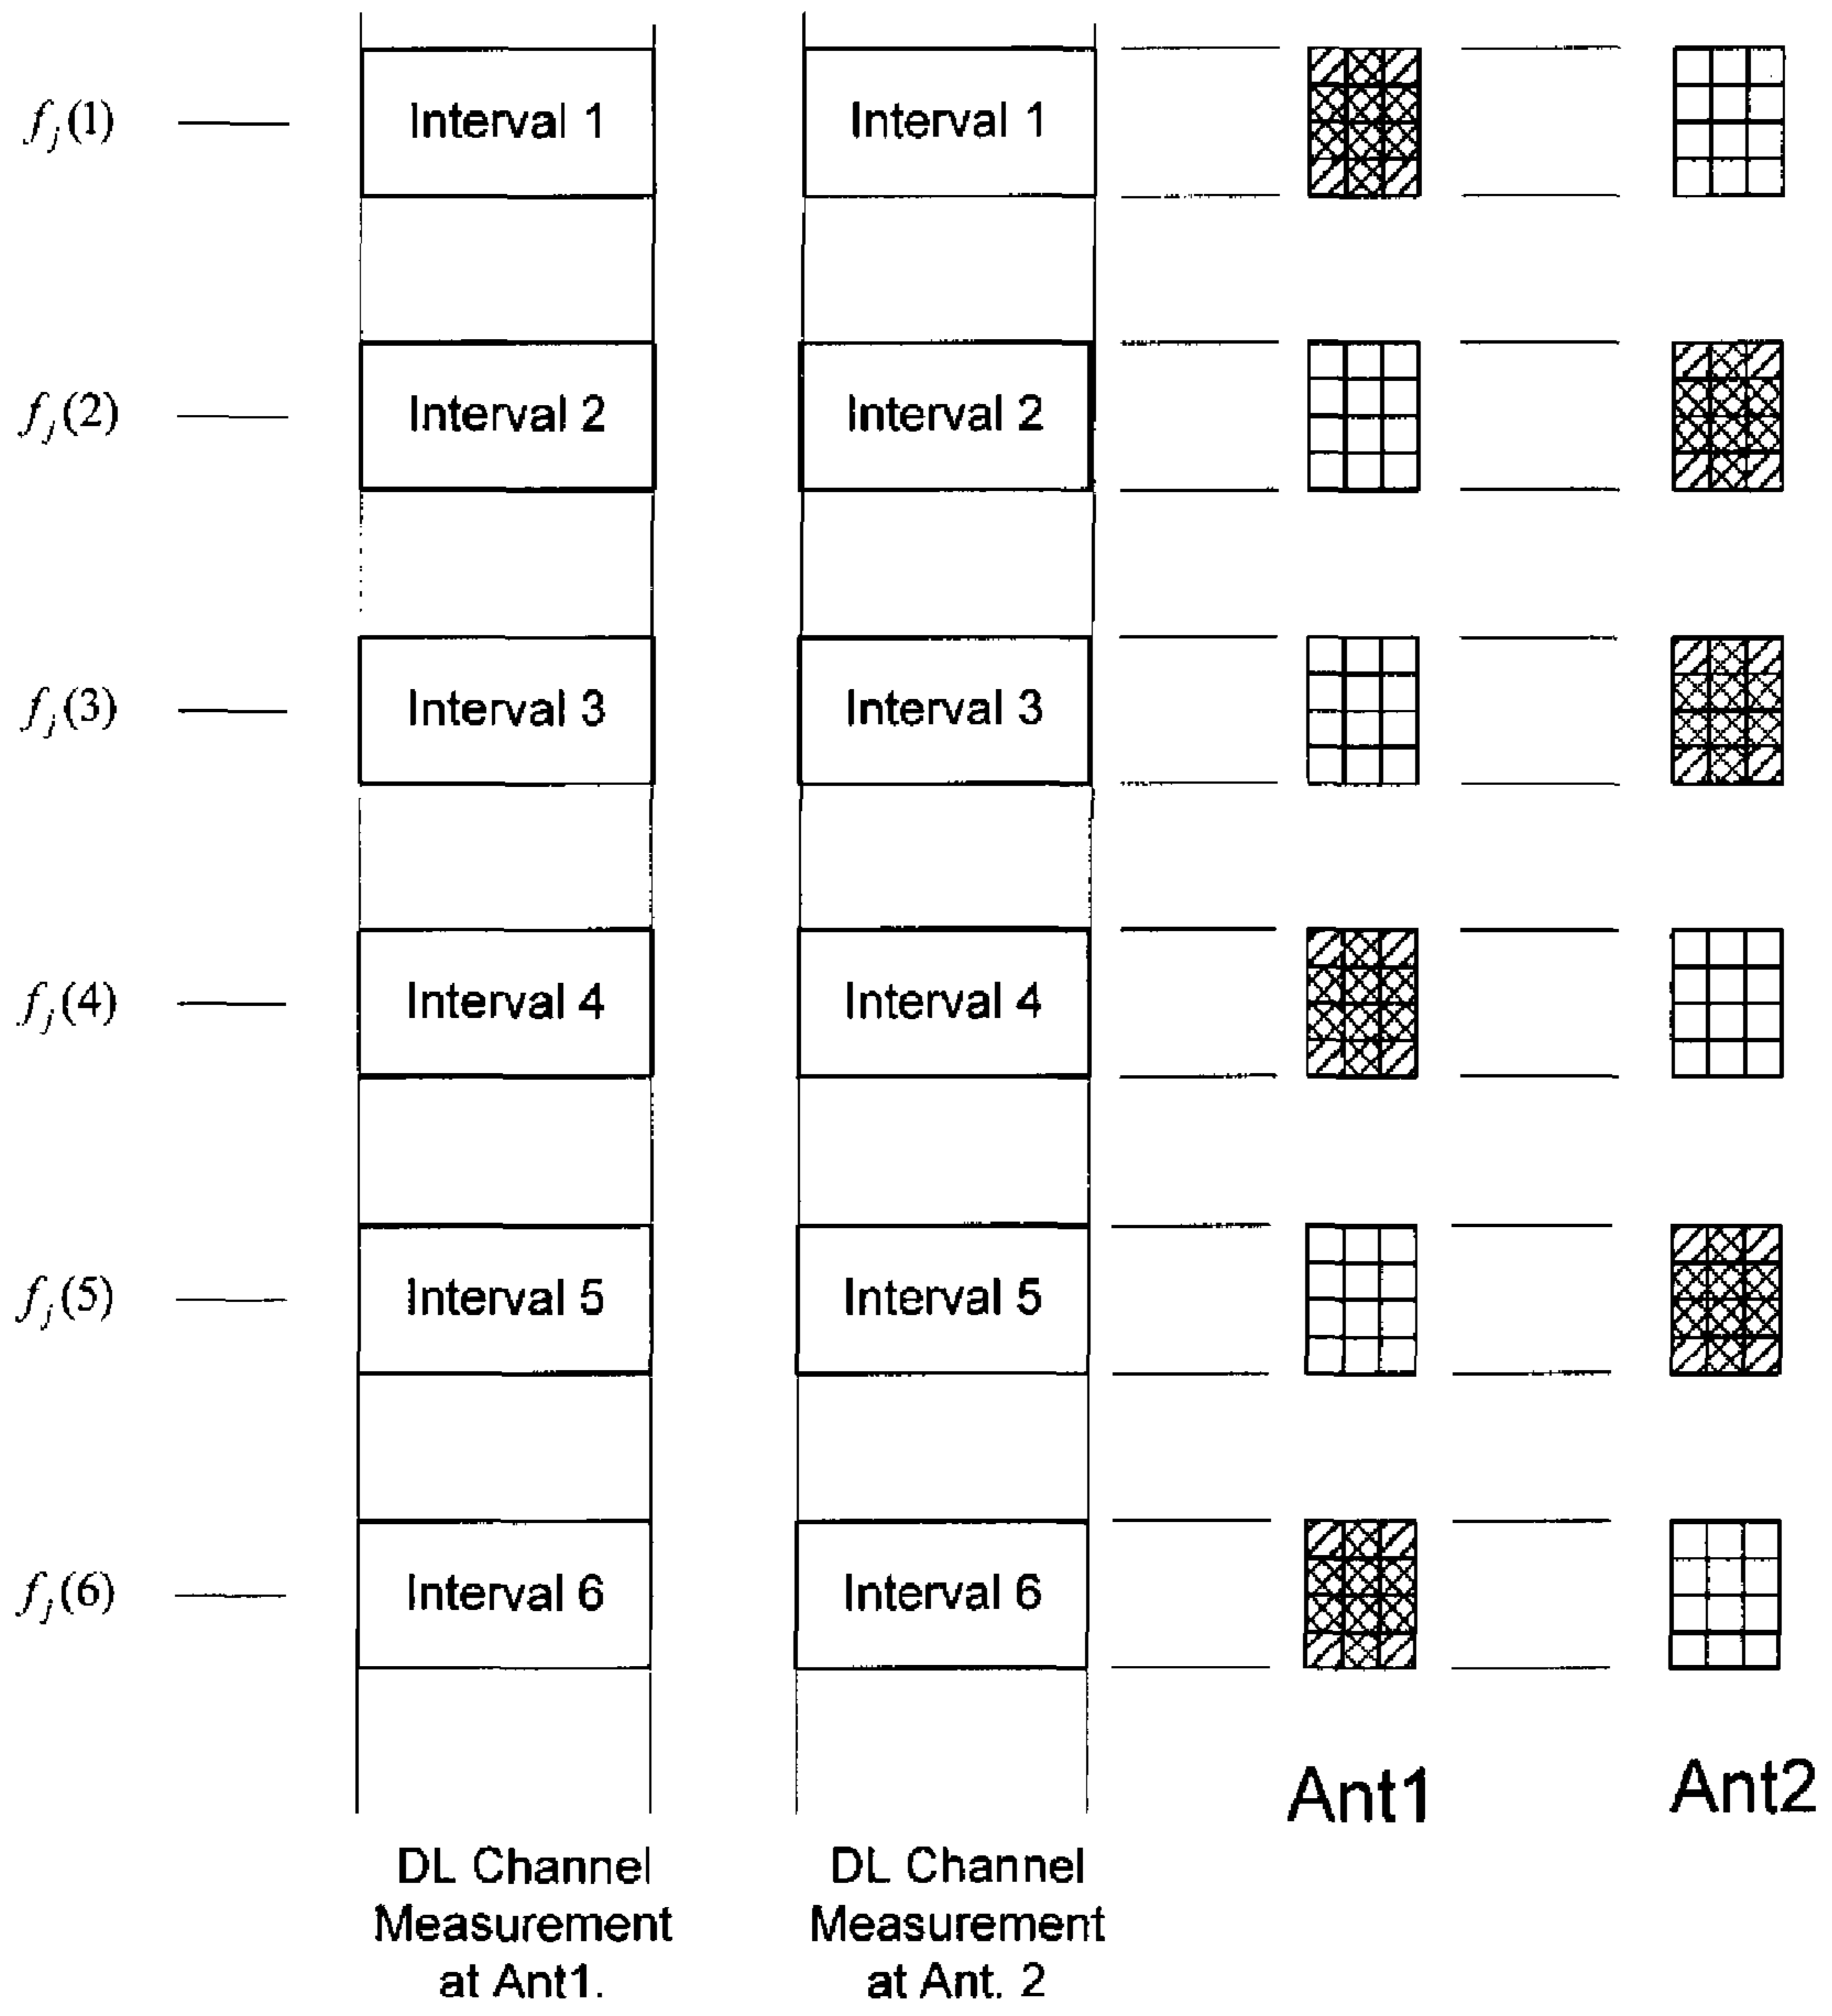 f_j(1)
Interval 1
Interval 1
f_j(2)
Interval 2
Interval 2
f_j(3)
Interval 3
Interval 3
f_j(4)
Interval 4
Interval 4
f_j(5)
Interval 5
Interval 5
f_j(6)
Interval 6
Interval 6
Ant1
Ant2
DL Channel
Measurement
at Ant1.
DL Channel
Measurement
at Ant. 2